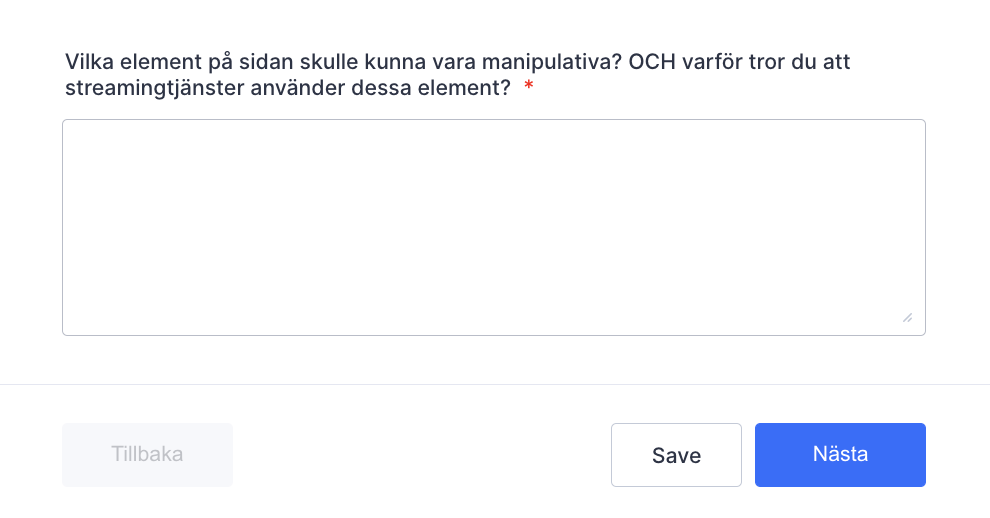 Vilka element på sidan skulle kunna vara manipulativa? OCH varför tror du att
streamingtjänster använder dessa element? *
Tillbaka
Save
Nästa